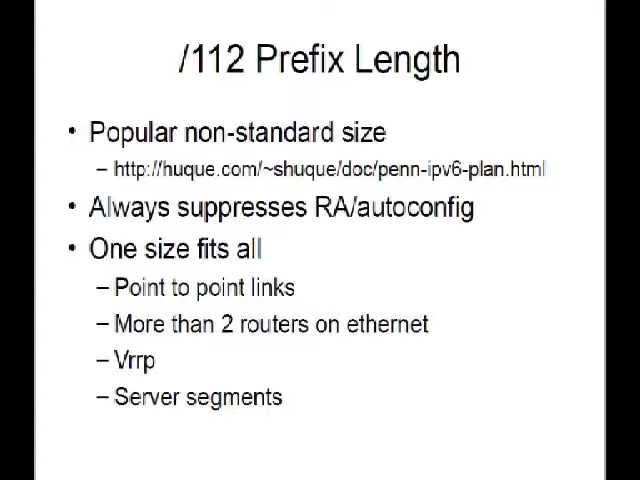 /112 Prefix Length
• Popular non-standard size
– http://huque.com/~shuque/doc/penn-ipv6-plan.html
• Always suppresses RA/autoconfig
• One size fits all
– Point to point links
– More than 2 routers on ethernet
– Vrrp
– Server segments